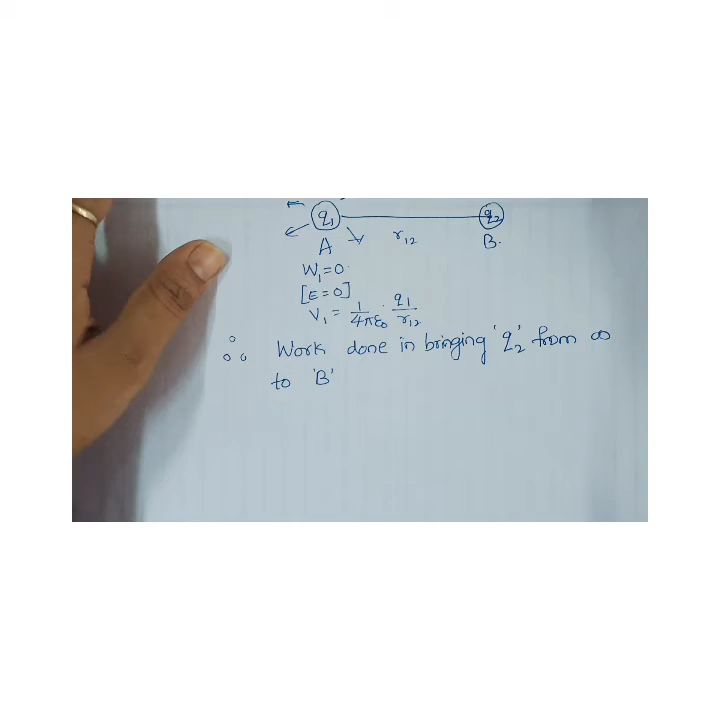 q₁ q₂
A r₁₂ B.
W₁=0
[E=0]
V₁ = 1/4πε₀ · q₁/r₁₂
∴ Work done in bringing 'q₂' from ∞
to 'B'